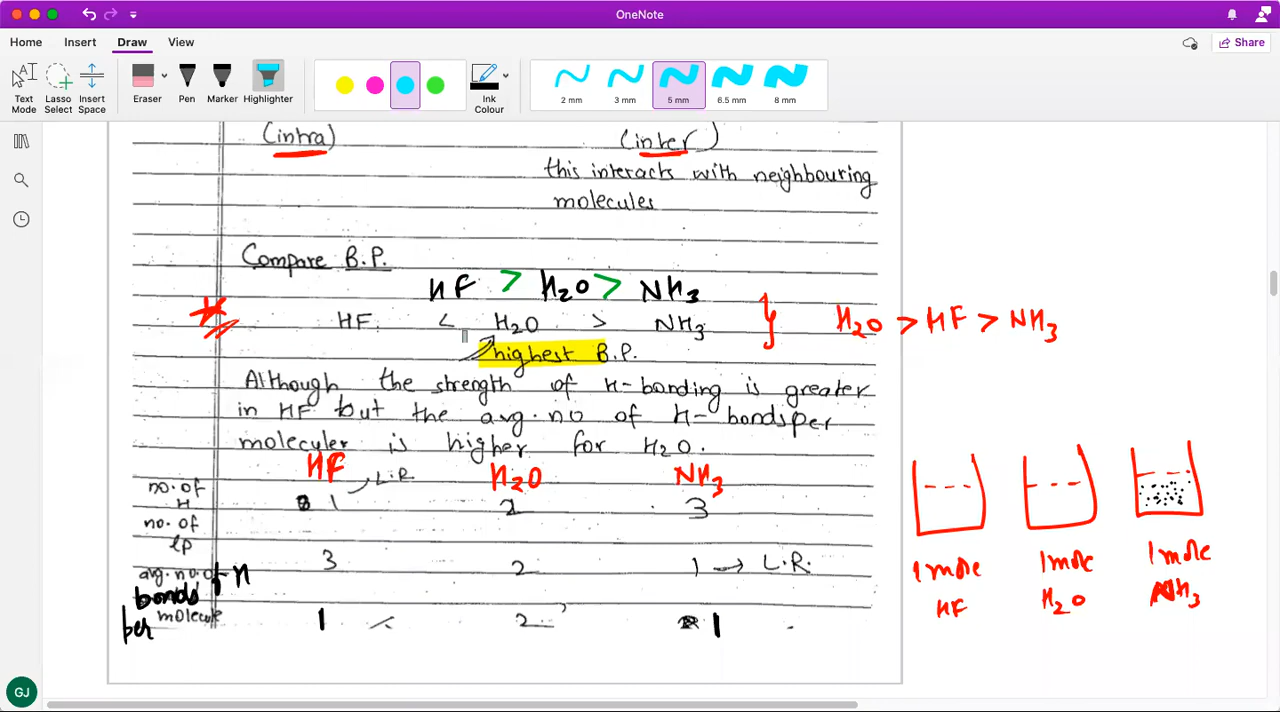 OneNote
Home Insert Draw View
Share
Text Mode
Lasso Select
Insert Space
Eraser
Pen
Marker
Highlighter
Ink Colour
2 mm
3 mm
5 mm
6.5 mm
8 mm
(intra) (inter)
this interacts with neighbouring
molecules
Compare B.P.
HF > H₂O > NH₃
HF < H₂O > NH₃
H₂O > HF > NH₃
highest B.P.
Although the strength of H-bonding is greater
in HF but the avg. no of H-bonds per
molecules is higher for H₂O.
HF H₂O NH₃
no. of H 1 → L.R 2 3
no. of lp 3 2 1 → L.R.
avg. no. of H
bonds
per molecule 1 < 2 1
1 mole HF
1 mole H₂O
1 mole NH₃
GJ